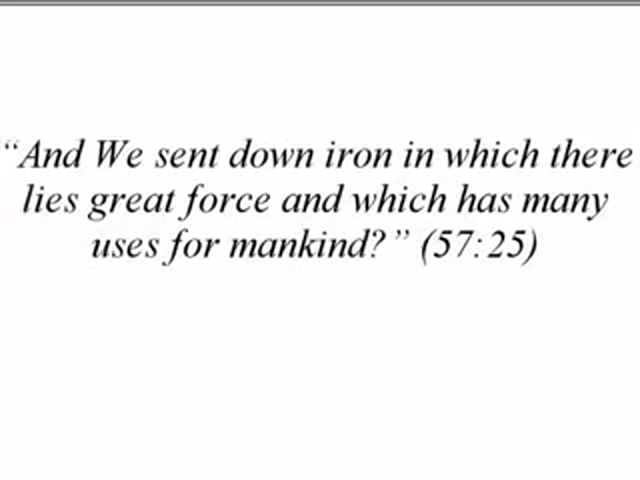 “And We sent down iron in which there
lies great force and which has many
uses for mankind?” (57:25)